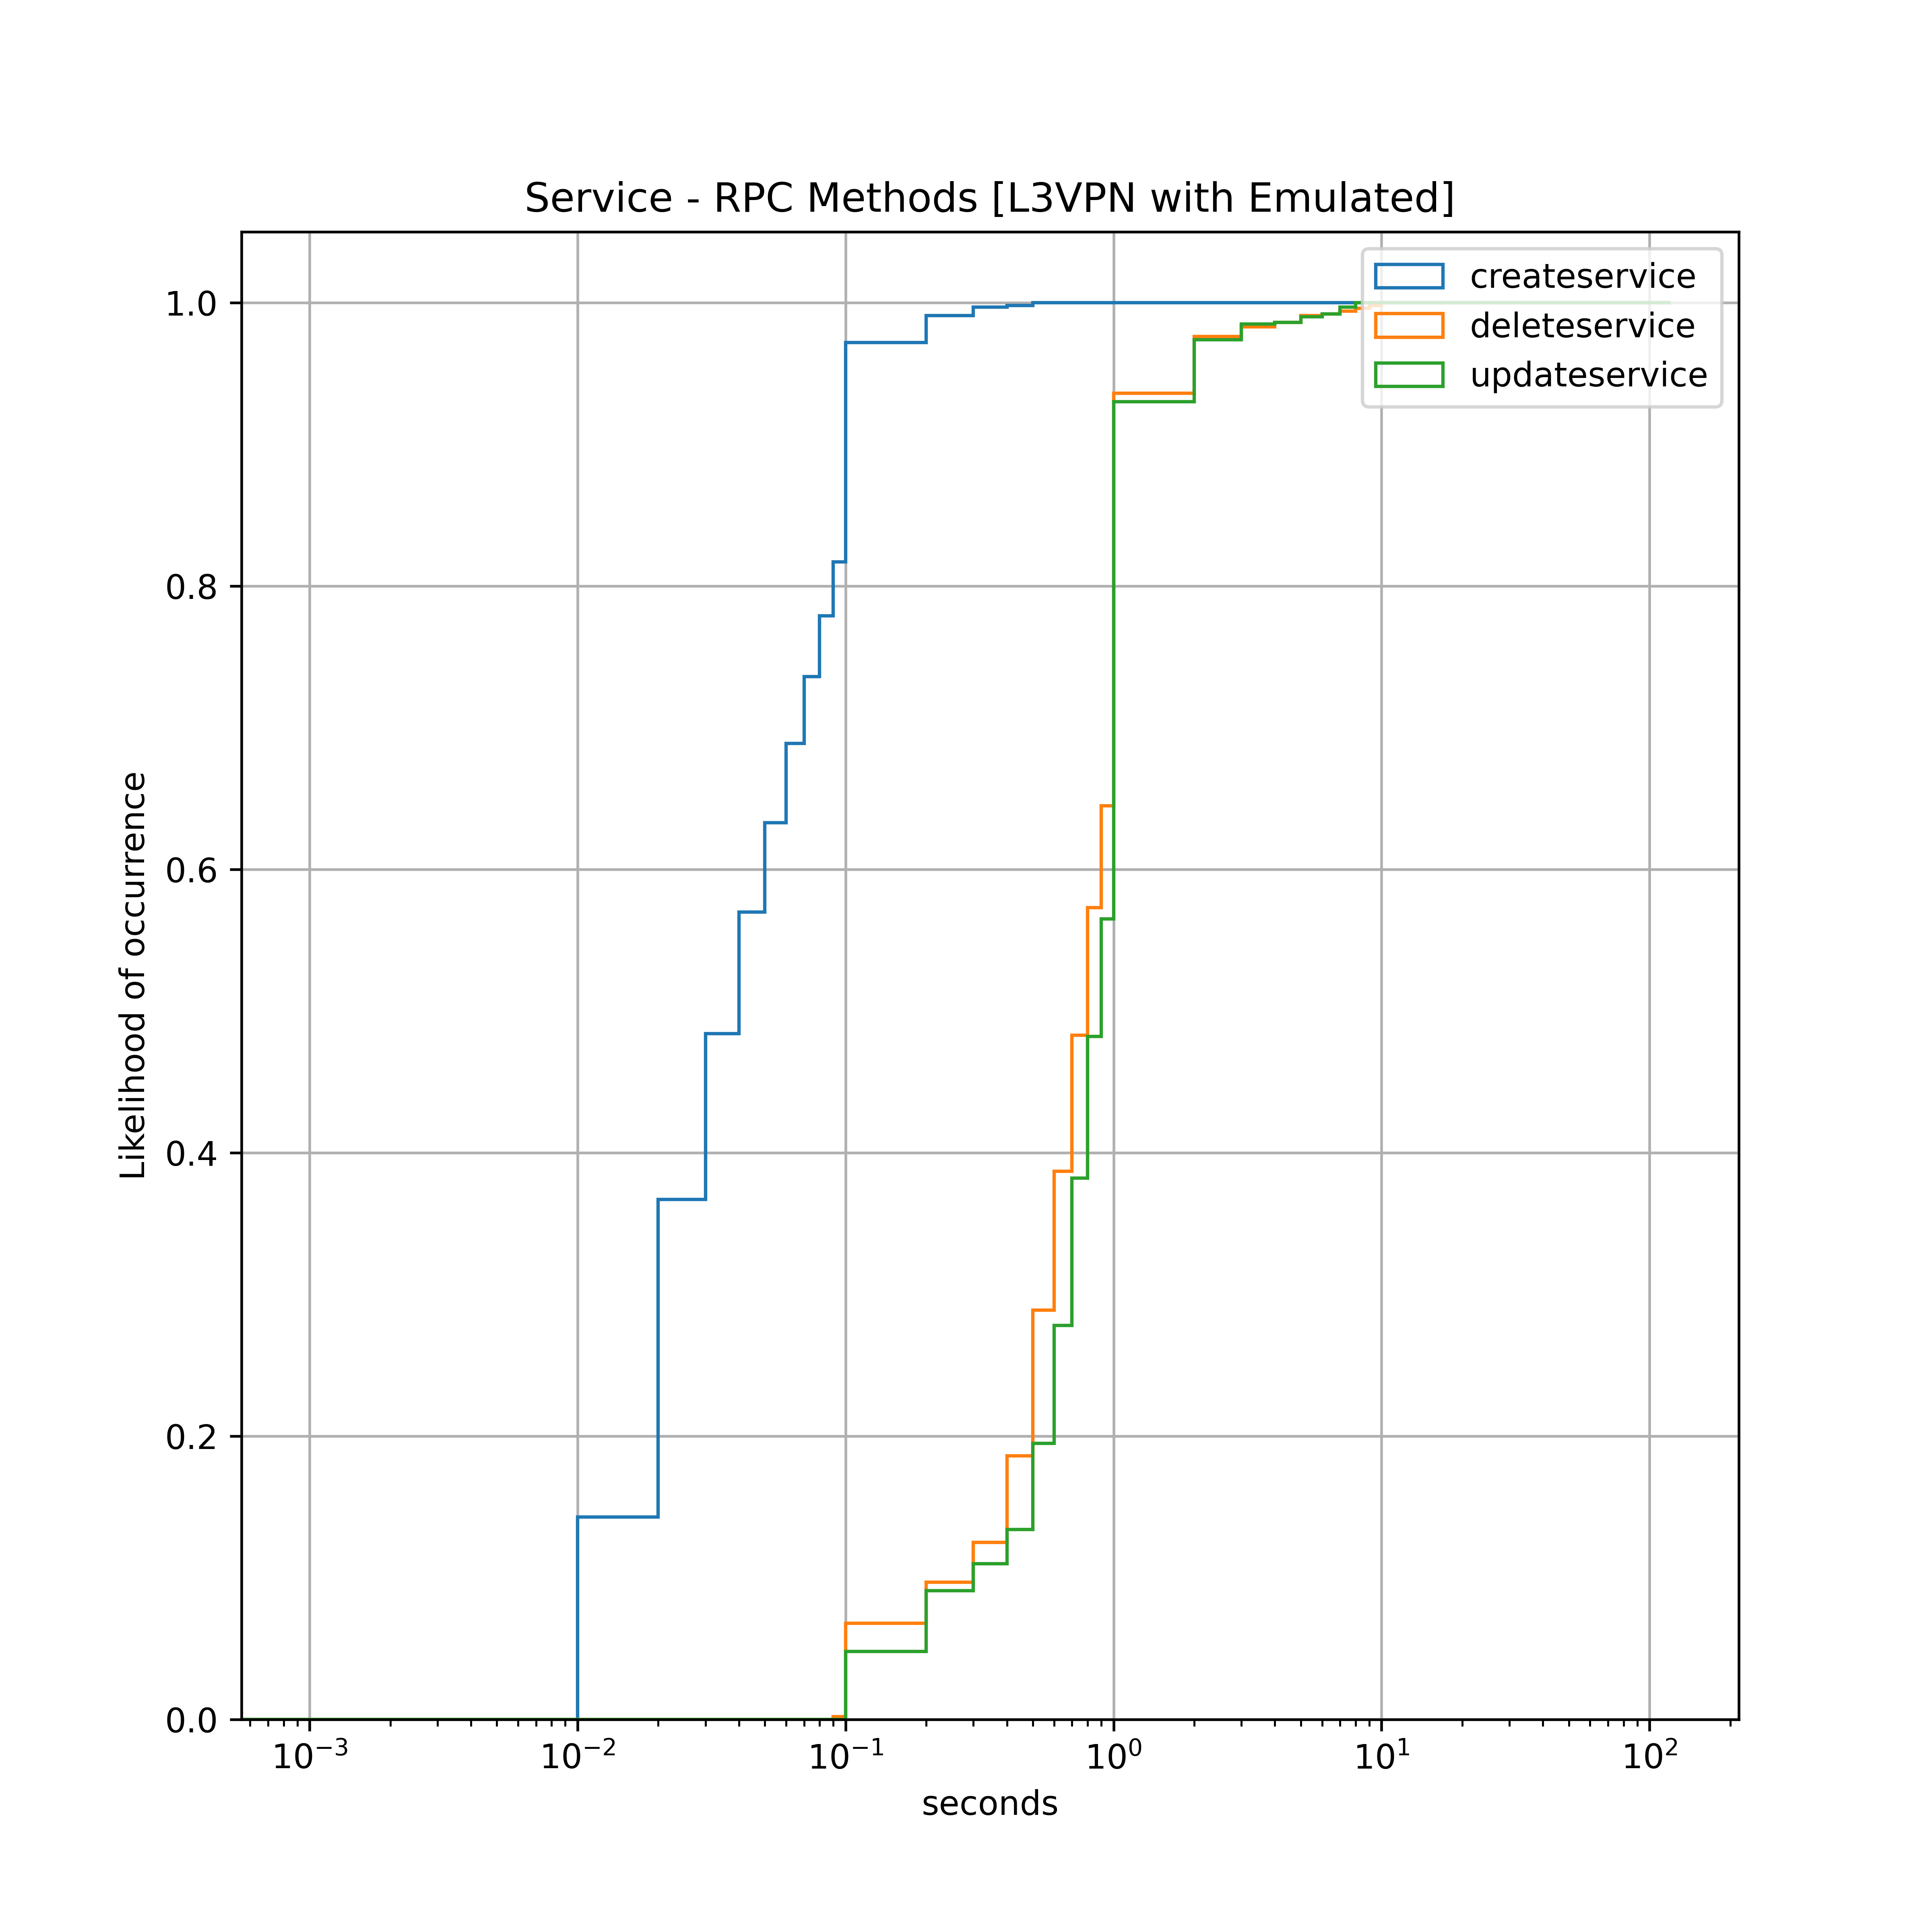 Service - RPC Methods [L3VPN with Emulated]
createservice
deleteservice
updateservice
1.0
0.8
0.6
0.4
0.2
0.0
Likelihood of occurrence
10⁻³ 10⁻² 10⁻¹ 10⁰ 10¹ 10²
seconds